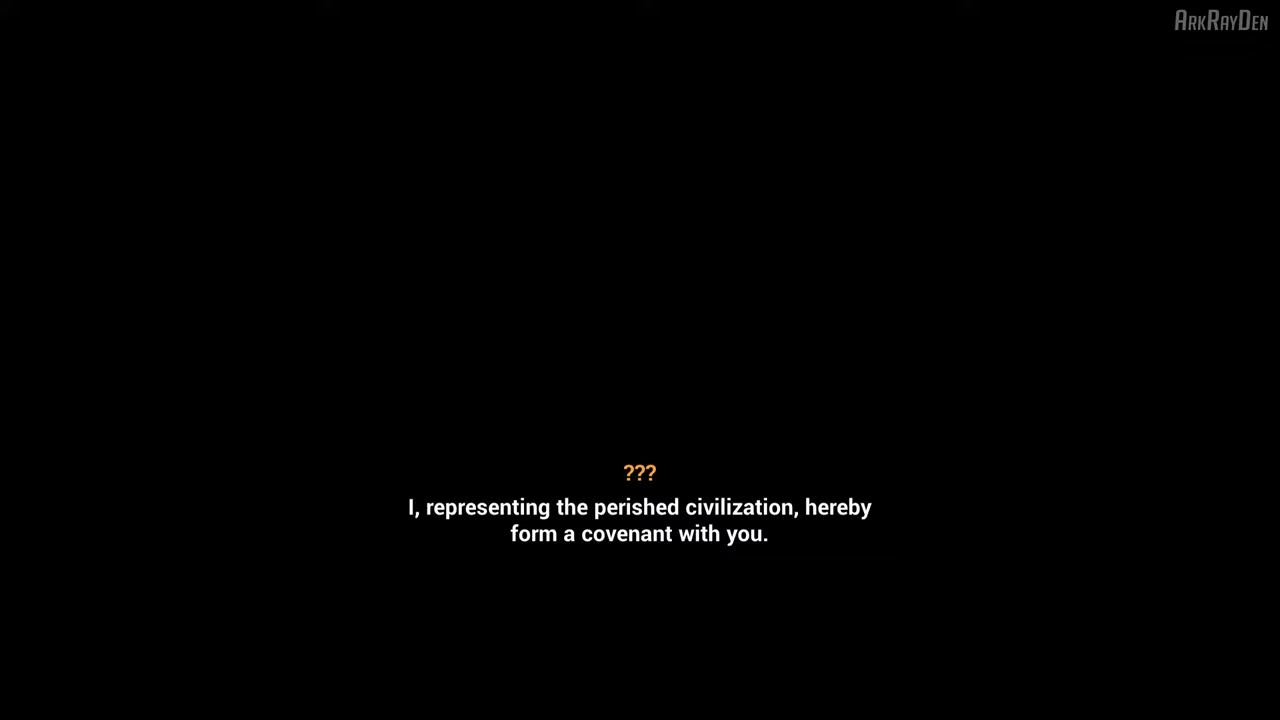 ArkRayDen
???
I, representing the perished civilization, hereby
form a covenant with you.